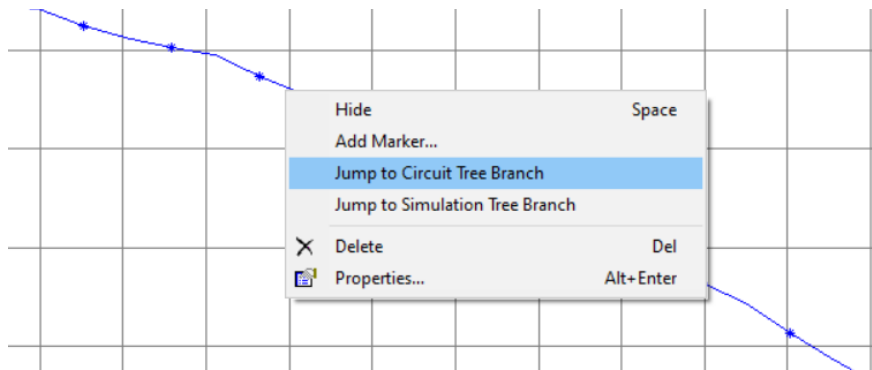 Hide Space
Add Marker...
Jump to Circuit Tree Branch
Jump to Simulation Tree Branch
Delete Del
Properties... Alt+Enter